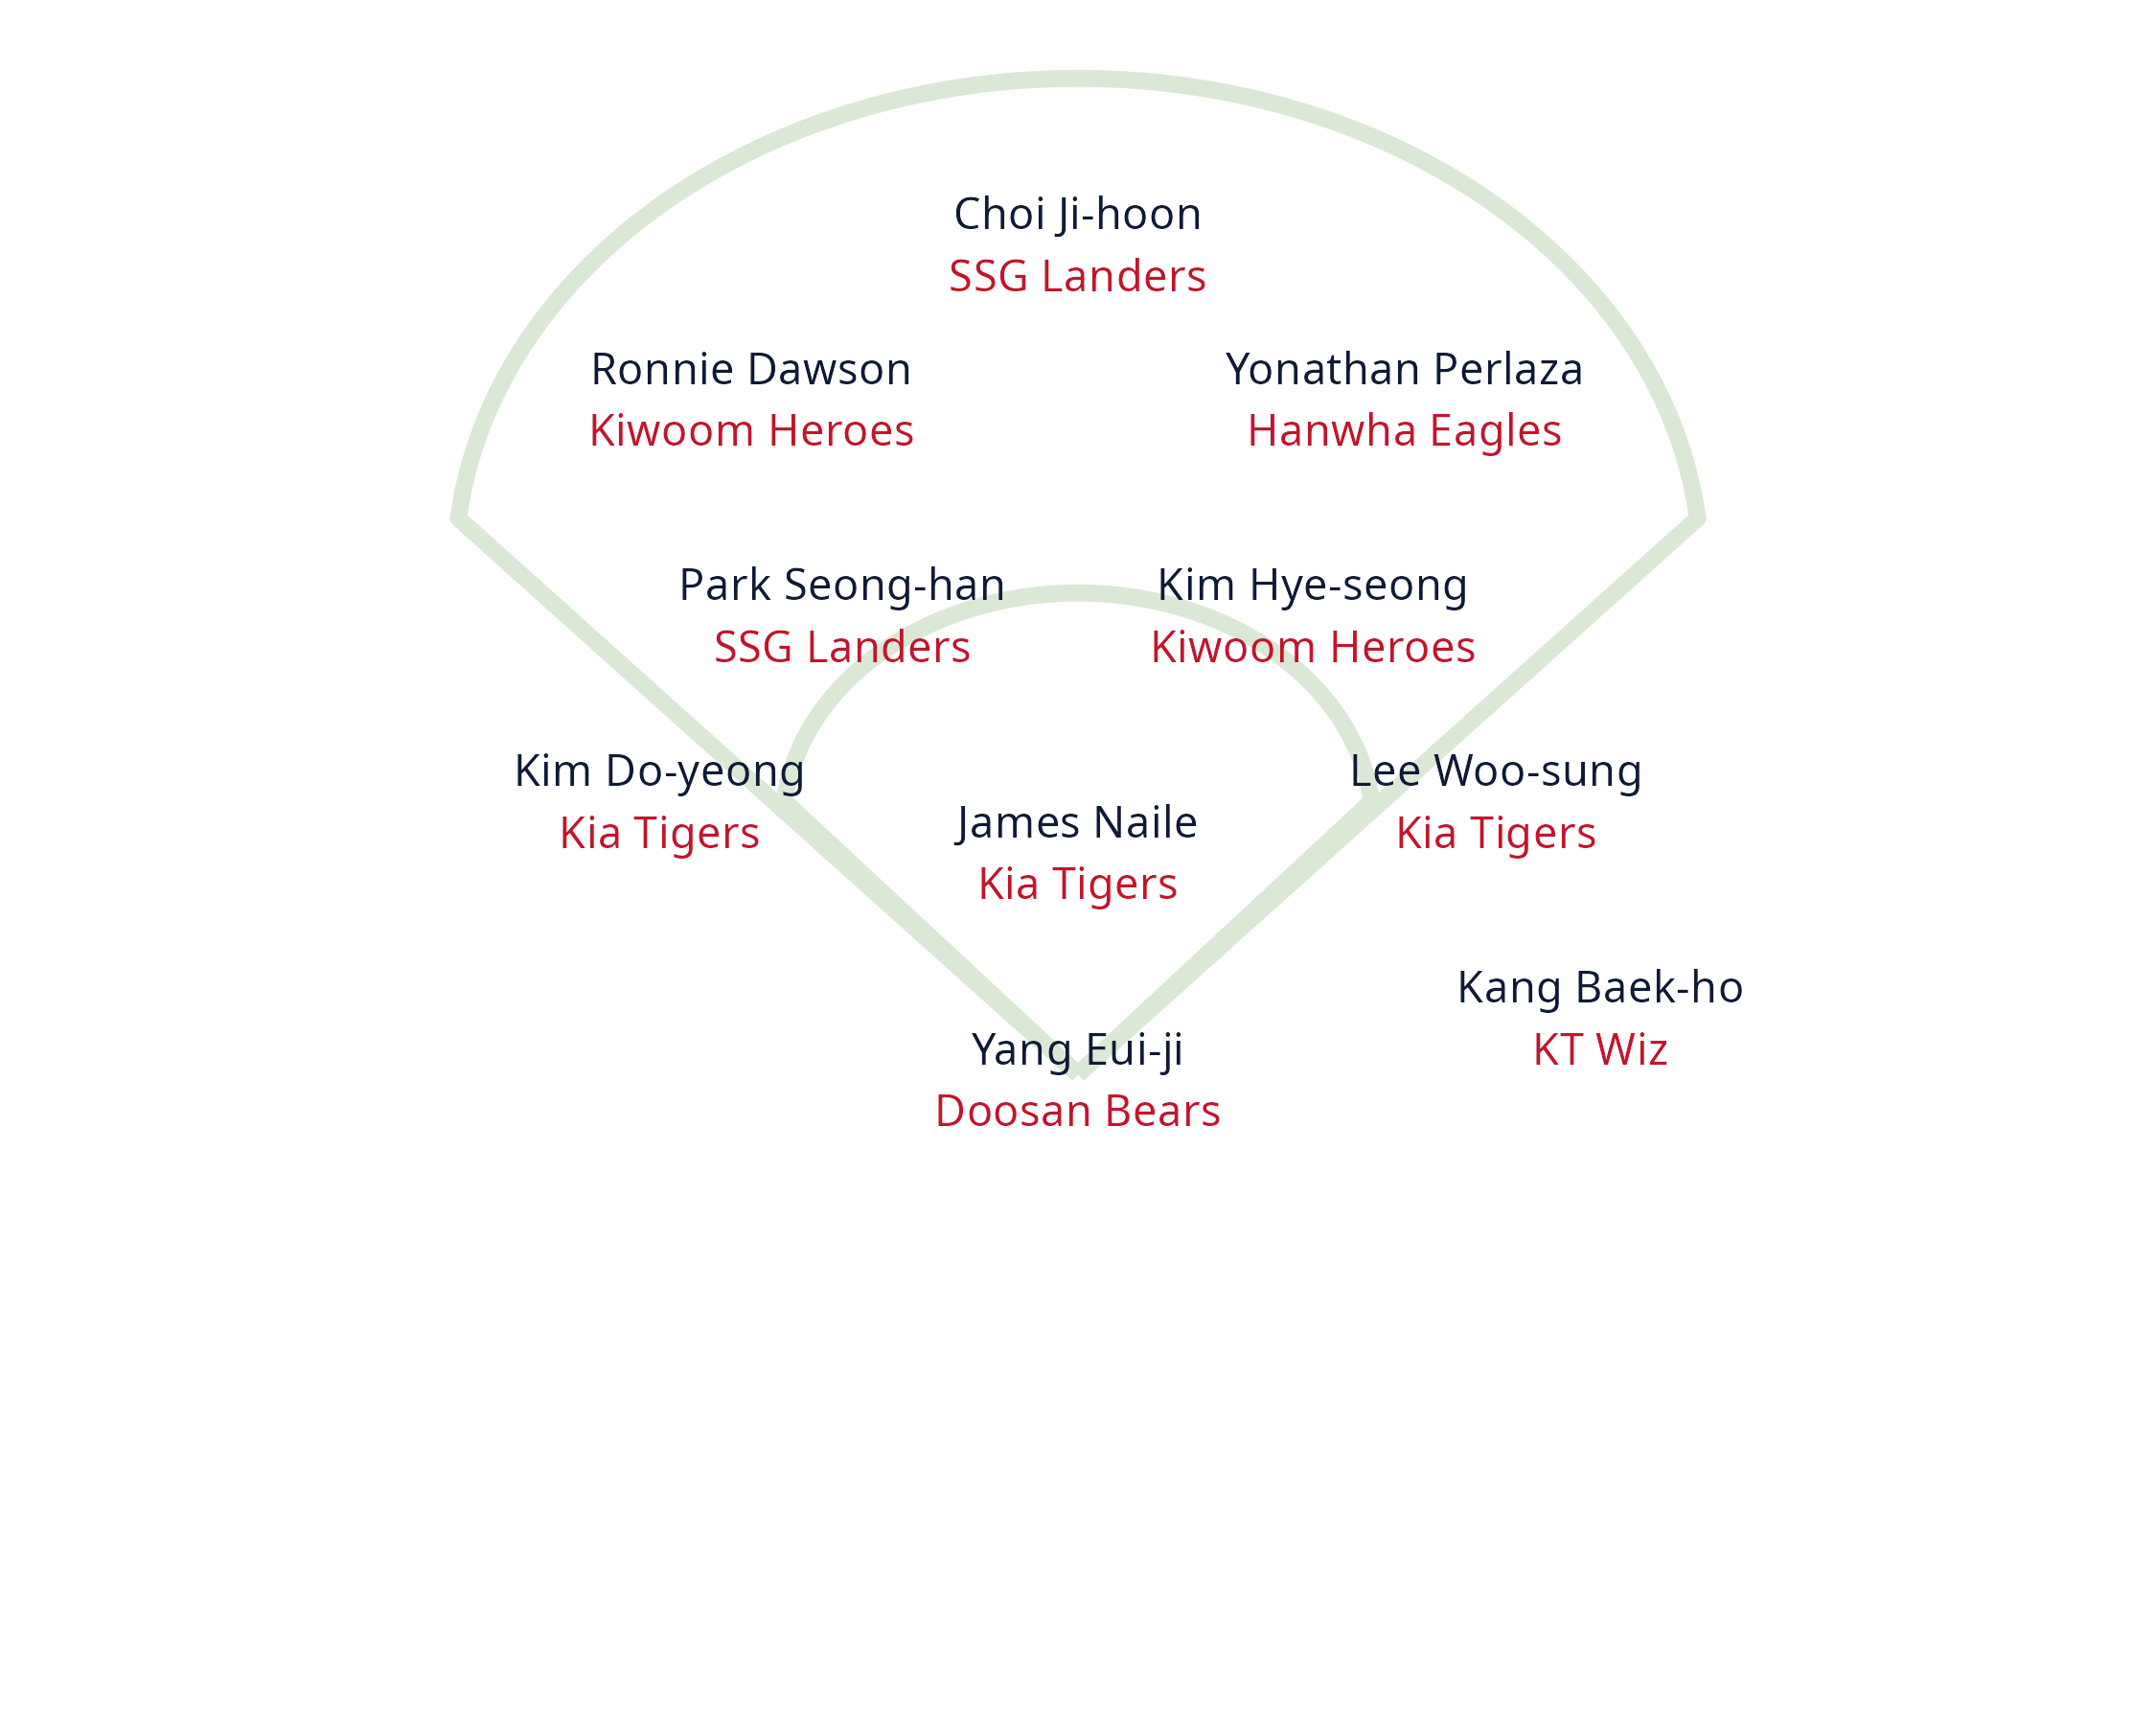 Choi Ji-hoon
SSG Landers
Ronnie Dawson
Kiwoom Heroes
Yonathan Perlaza
Hanwha Eagles
Park Seong-han
SSG Landers
Kim Hye-seong
Kiwoom Heroes
Kim Do-yeong
Kia Tigers
James Naile
Kia Tigers
Lee Woo-sung
Kia Tigers
Kang Baek-ho
KT Wiz
Yang Eui-ji
Doosan Bears